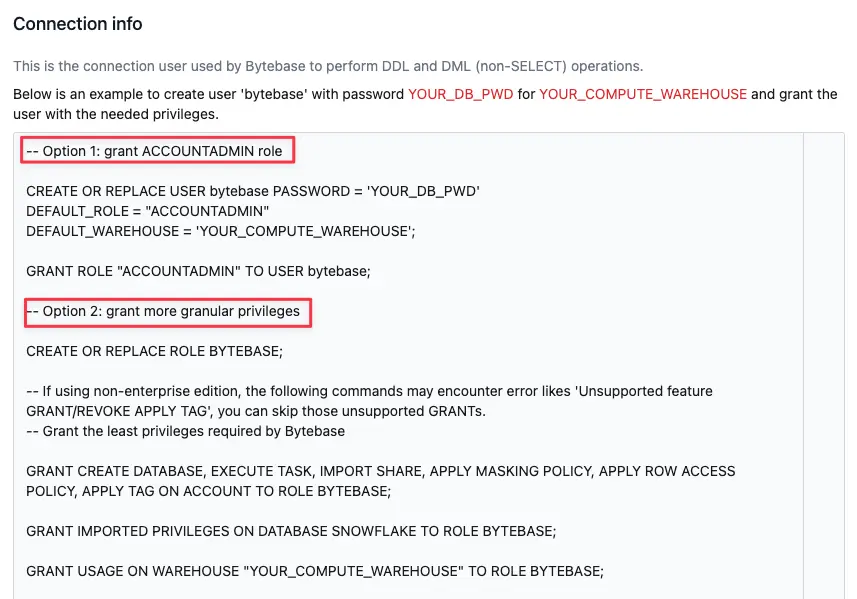 Connection info
This is the connection user used by Bytebase to perform DDL and DML (non-SELECT) operations.
Below is an example to create user 'bytebase' with password YOUR_DB_PWD for YOUR_COMPUTE_WAREHOUSE and grant the
user with the needed privileges.
-- Option 1: grant ACCOUNTADMIN role
CREATE OR REPLACE USER bytebase PASSWORD = 'YOUR_DB_PWD'
DEFAULT_ROLE = "ACCOUNTADMIN"
DEFAULT_WAREHOUSE = 'YOUR_COMPUTE_WAREHOUSE';
GRANT ROLE "ACCOUNTADMIN" TO USER bytebase;
-- Option 2: grant more granular privileges
CREATE OR REPLACE ROLE BYTEBASE;
-- If using non-enterprise edition, the following commands may encounter error likes 'Unsupported feature
GRANT/REVOKE APPLY TAG', you can skip those unsupported GRANTs.
-- Grant the least privileges required by Bytebase
GRANT CREATE DATABASE, EXECUTE TASK, IMPORT SHARE, APPLY MASKING POLICY, APPLY ROW ACCESS
POLICY, APPLY TAG ON ACCOUNT TO ROLE BYTEBASE;
GRANT IMPORTED PRIVILEGES ON DATABASE SNOWFLAKE TO ROLE BYTEBASE;
GRANT USAGE ON WAREHOUSE "YOUR_COMPUTE_WAREHOUSE" TO ROLE BYTEBASE;